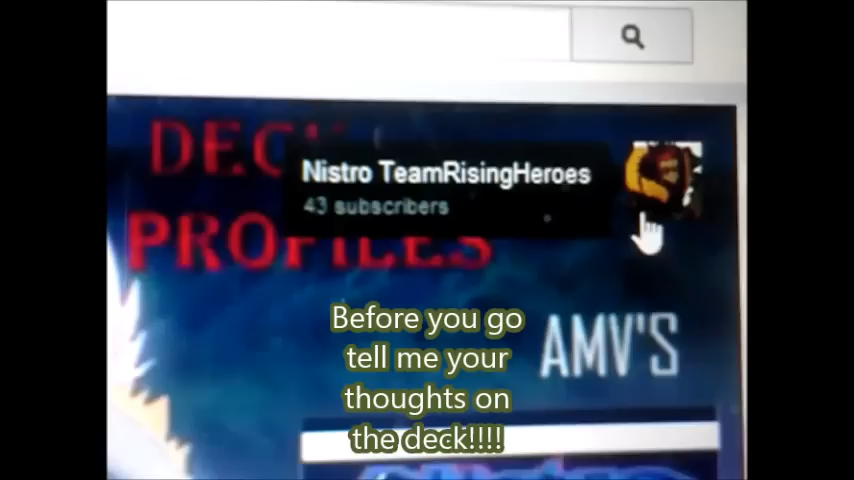 DECK
Nistro TeamRisingHeroes
43 subscribers
PROFILES
Before you go
tell me your
thoughts on
the deck!!!!
AMV'S